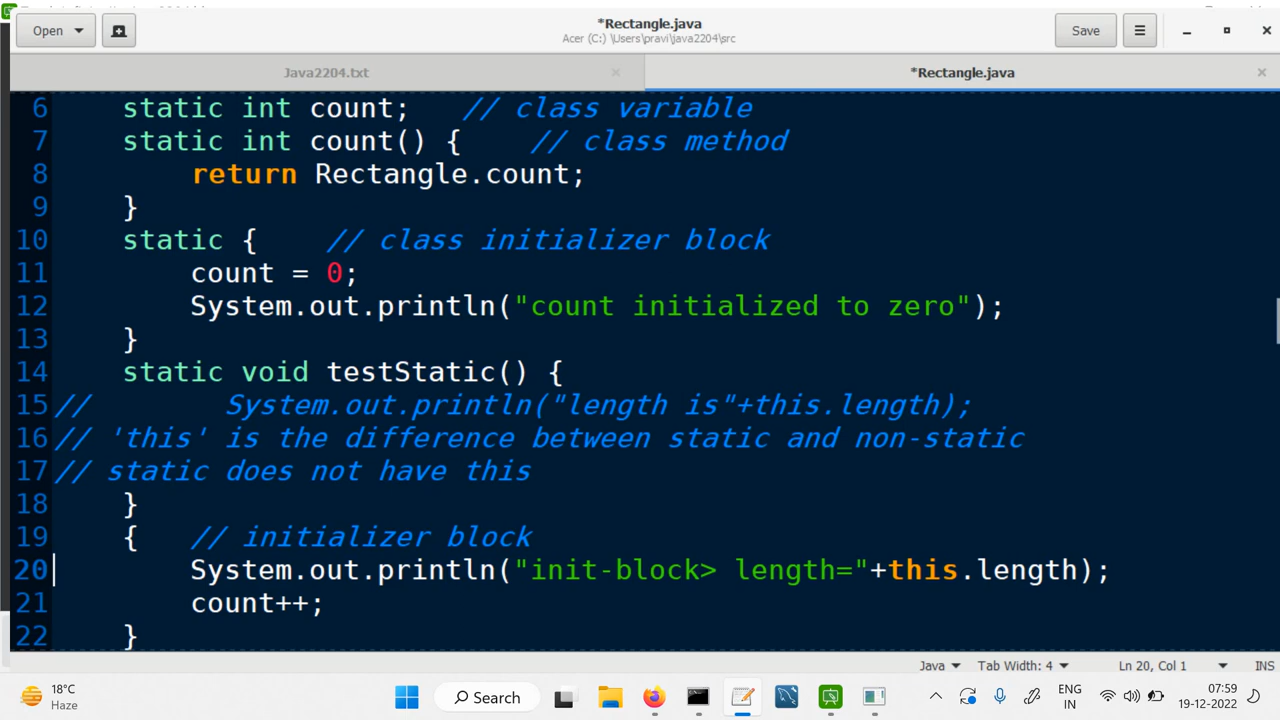 Open
*Rectangle.java
Acer (C:) \Users\pravi\java2204\src
Save
Java2204.txt
*Rectangle.java
6 static int count; // class variable
7 static int count() { // class method
8 return Rectangle.count;
9 }
10 static { // class initializer block
11 count = 0;
12 System.out.println("count initialized to zero");
13 }
14 static void testStatic() {
15 // System.out.println("length is"+this.length);
16 // 'this' is the difference between static and non-static
17 // static does not have this
18 }
19 { // initializer block
20 System.out.println("init-block> length="+this.length);
21 count++;
22 }
Java Tab Width: 4 Ln 20, Col 1 INS
18°C
Haze
Search
ENG
IN
07:59
19-12-2022